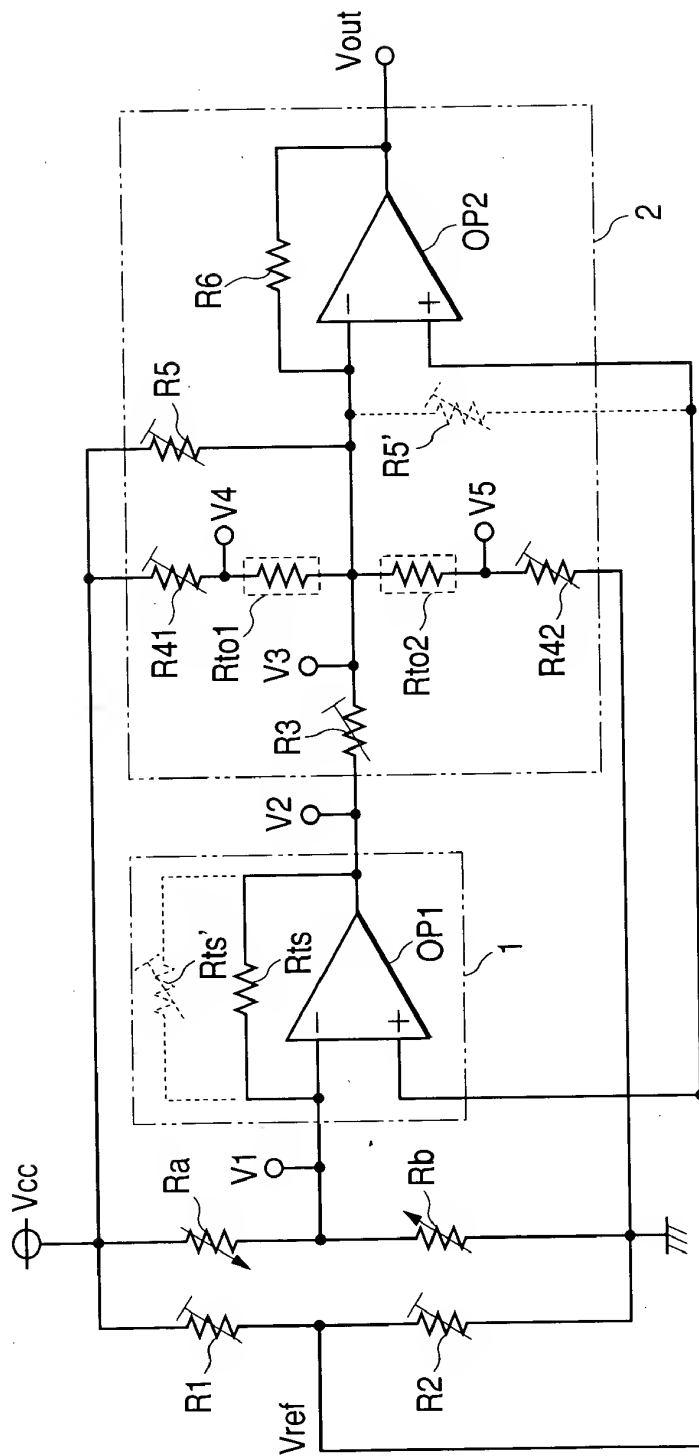 Vcc
R1
Ra
V1
Rb
R2
Vref
Rts'
Rts
−
+
OP1
1
V2
R3
V3
R41
V4
Rto1
Rto2
V5
R42
R5
R5'
R6
−
+
OP2
2
Vout